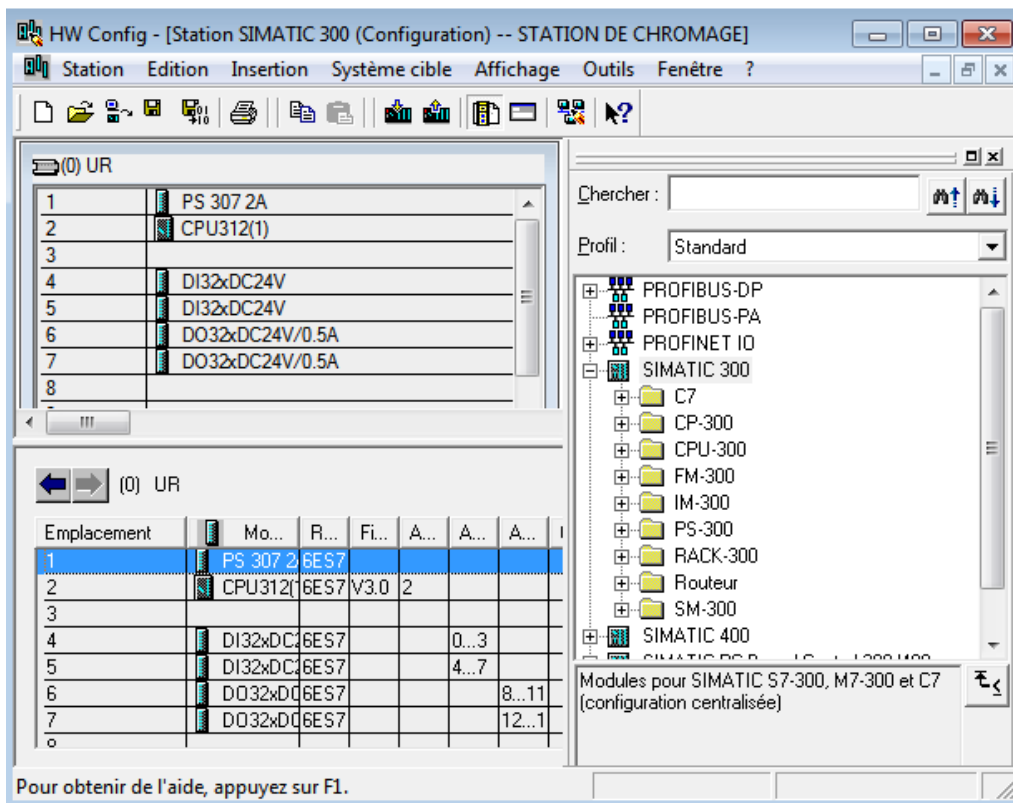 HW Config - [Station SIMATIC 300 (Configuration) -- STATION DE CHROMAGE]
Station Edition Insertion Système cible Affichage Outils Fenêtre ?
(0) UR
1 PS 307 2A
2 CPU312(1)
3
4 DI32xDC24V
5 DI32xDC24V
6 DO32xDC24V/0.5A
7 DO32xDC24V/0.5A
8
(0) UR
Emplacement Mo... R... Fi... A... A... A...
1 PS 307 2 6ES7
2 CPU312( 6ES7 V3.0 2
3
4 DI32xDC 6ES7 0...3
5 DI32xDC 6ES7 4...7
6 DO32xDC 6ES7 8...11
7 DO32xDC 6ES7 12...1
Chercher :
Profil : Standard
PROFIBUS-DP
PROFIBUS-PA
PROFINET IO
SIMATIC 300
C7
CP-300
CPU-300
FM-300
IM-300
PS-300
RACK-300
Routeur
SM-300
SIMATIC 400
Modules pour SIMATIC S7-300, M7-300 et C7
(configuration centralisée)
Pour obtenir de l'aide, appuyez sur F1.